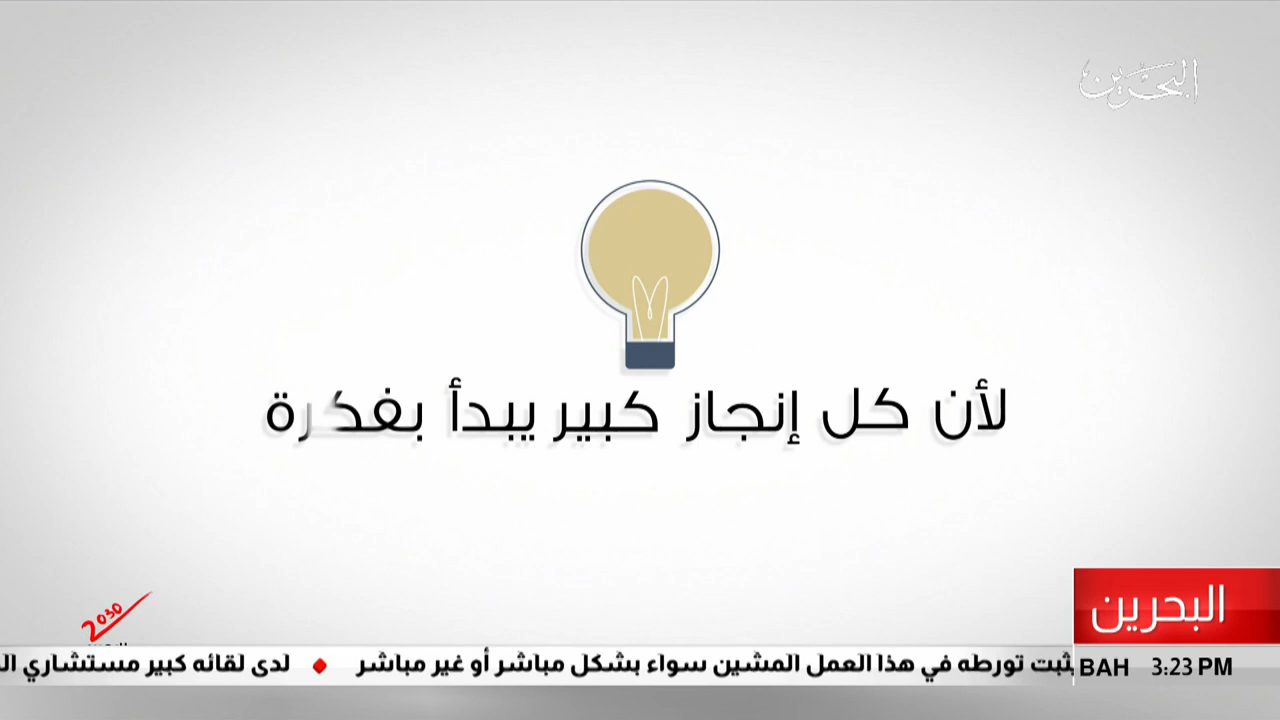 البحرين
لأن كل إنجاز كبير يبدأ بفكرة
2030
البحرين
يثبت تورطه في هذا العمل المشين سواء بشكل مباشر أو غير مباشر
لدى لقائه كبير مستشاري
BAH 3:23 PM